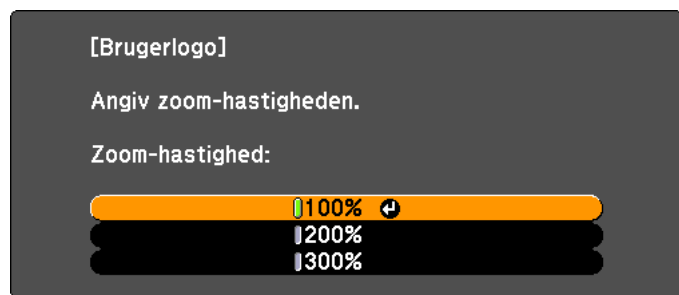 [Brugerlogo]
Angiv zoom-hastigheden.
Zoom-hastighed:
100%
200%
300%